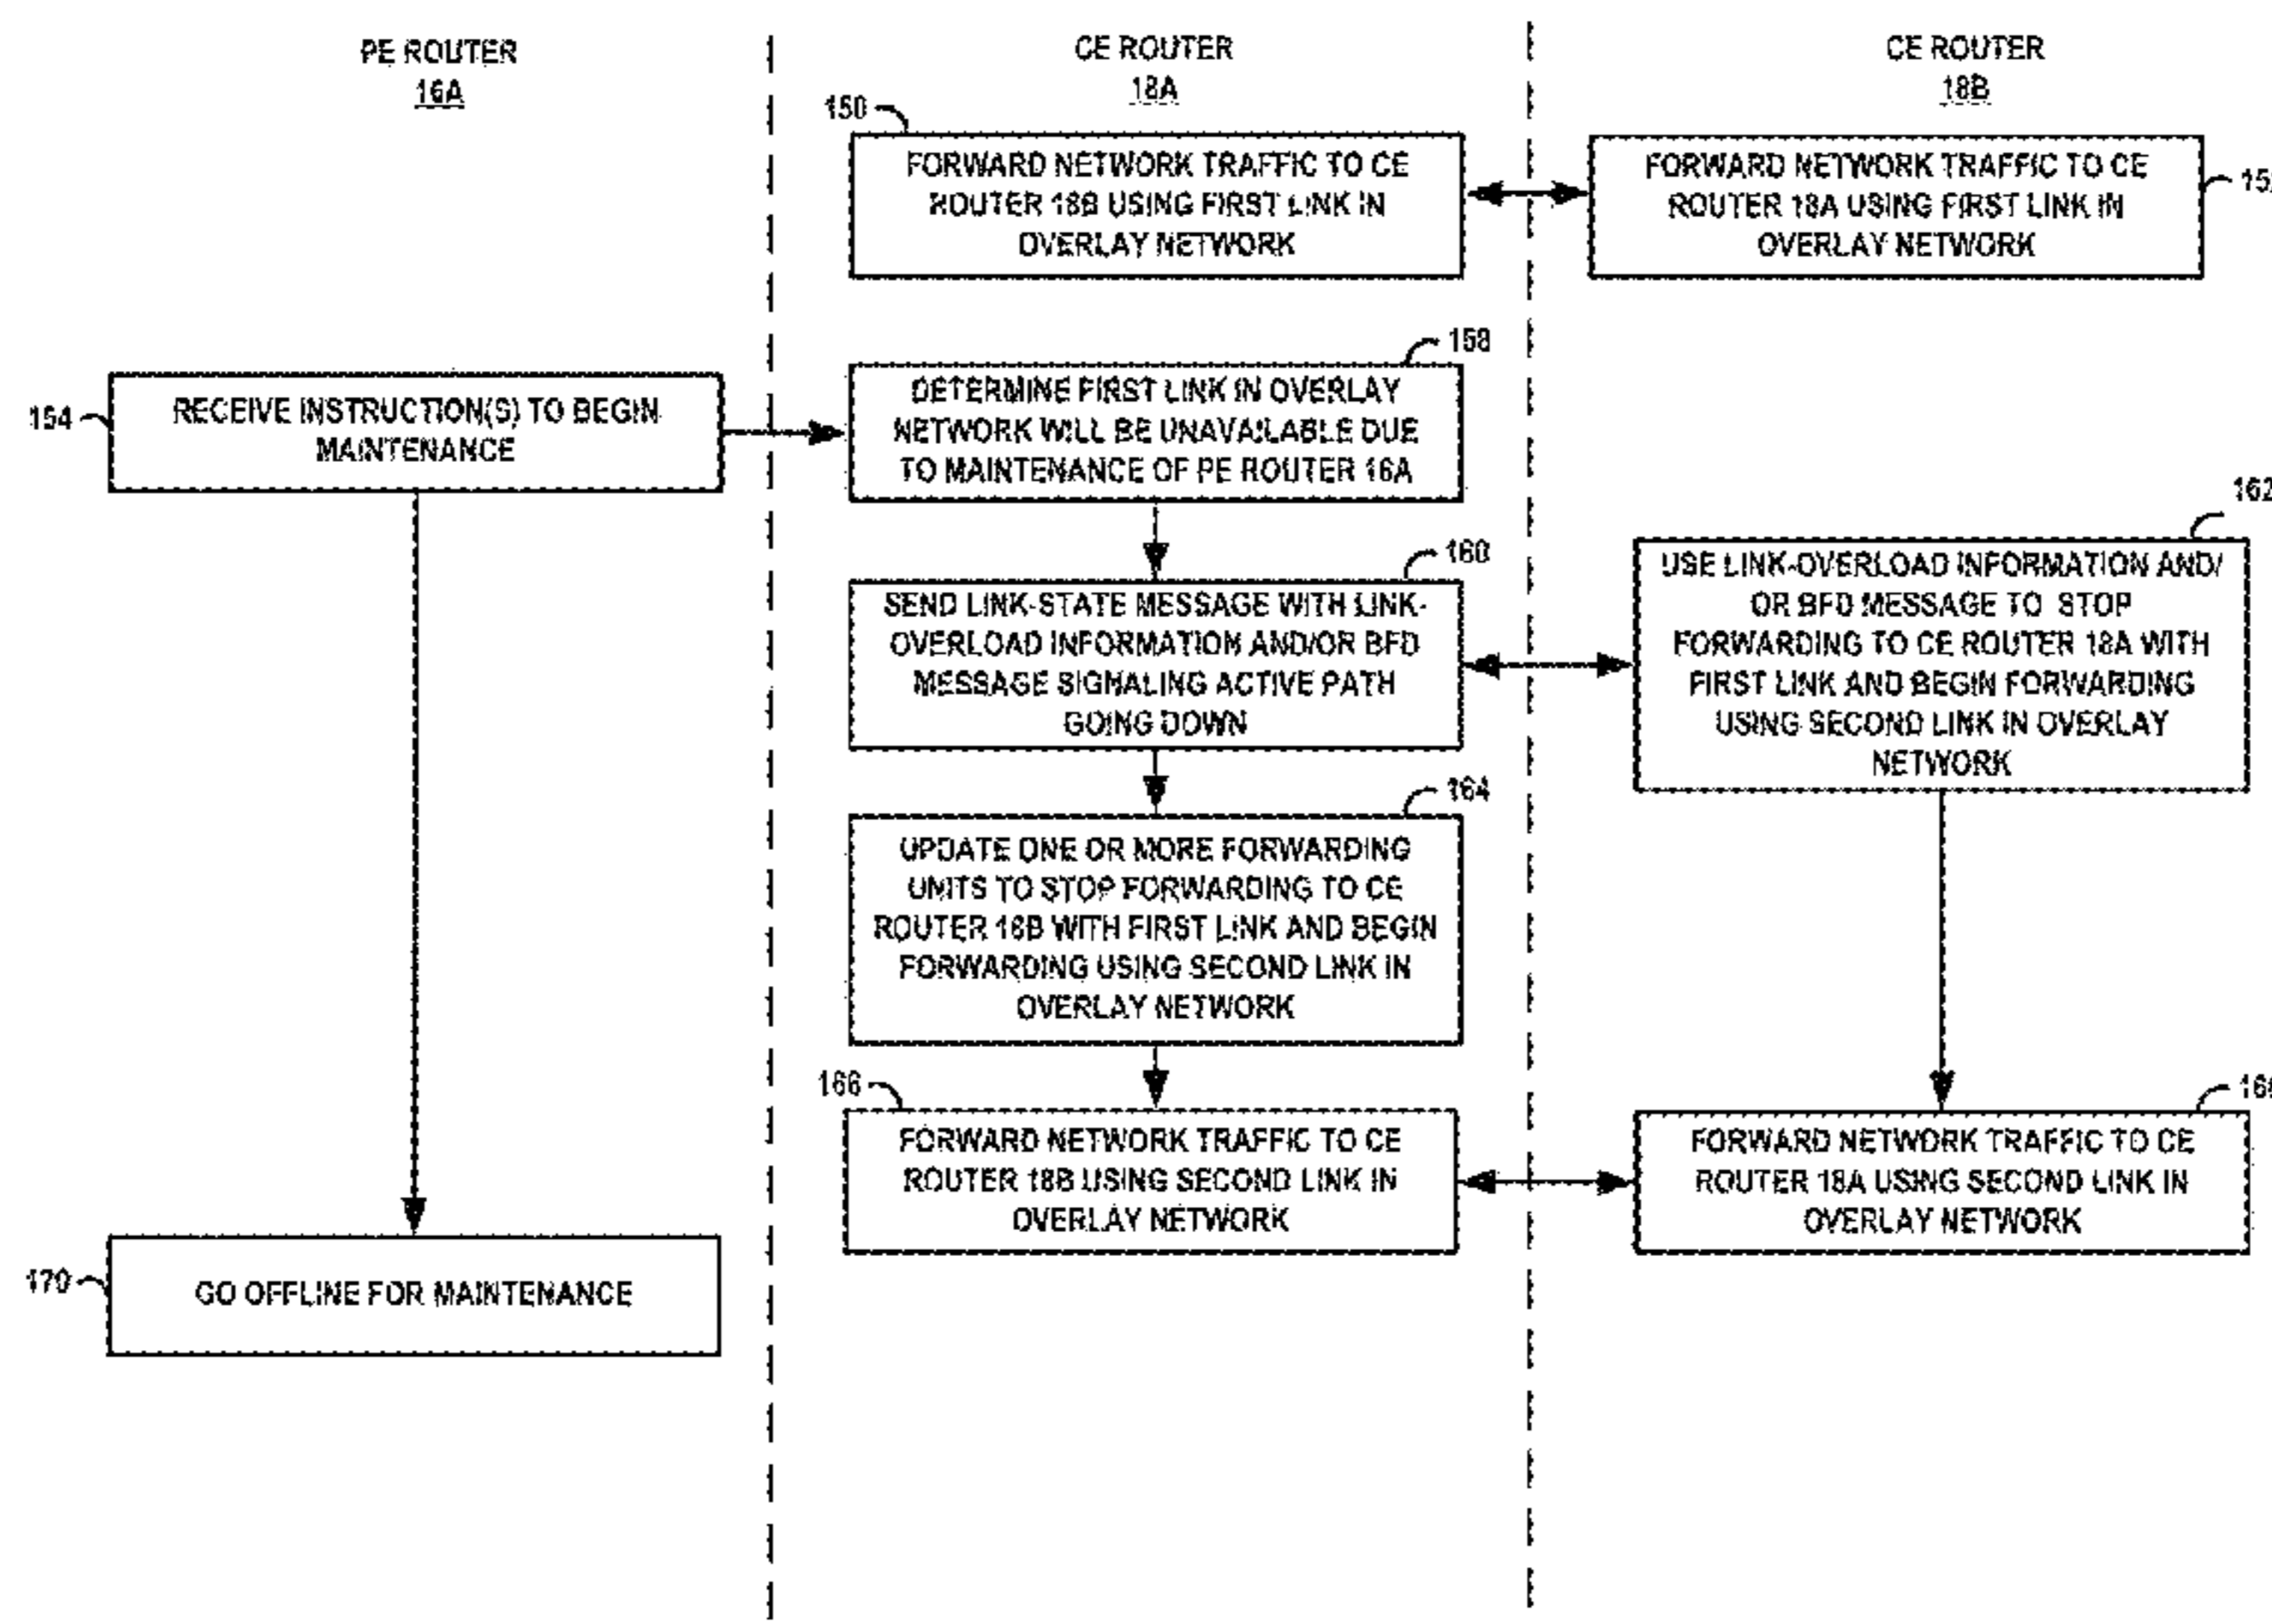 PE ROUTER
16A
CE ROUTER
18A
CE ROUTER
18B
150
FORWARD NETWORK TRAFFIC TO CE
ROUTER 18B USING FIRST LINK IN
OVERLAY NETWORK
FORWARD NETWORK TRAFFIC TO CE
ROUTER 18A USING FIRST LINK IN
OVERLAY NETWORK
154
RECEIVE INSTRUCTION(S) TO BEGIN
MAINTENANCE
158
DETERMINE FIRST LINK IN OVERLAY
NETWORK WILL BE UNAVAILABLE DUE
TO MAINTENANCE OF PE ROUTER 16A
160
SEND LINK-STATE MESSAGE WITH LINK-
OVERLOAD INFORMATION AND/OR BFD
MESSAGE SIGNALING ACTIVE PATH
GOING DOWN
162
USE LINK-OVERLOAD INFORMATION AND/
OR BFD MESSAGE TO STOP
FORWARDING TO CE ROUTER 18A WITH
FIRST LINK AND BEGIN FORWARDING
USING SECOND LINK IN OVERLAY
NETWORK
164
UPDATE ONE OR MORE FORWARDING
UNITS TO STOP FORWARDING TO CE
ROUTER 18B WITH FIRST LINK AND BEGIN
FORWARDING USING SECOND LINK IN
OVERLAY NETWORK
166
FORWARD NETWORK TRAFFIC TO CE
ROUTER 18B USING SECOND LINK IN
OVERLAY NETWORK
FORWARD NETWORK TRAFFIC TO CE
ROUTER 18A USING SECOND LINK IN
OVERLAY NETWORK
170
GO OFFLINE FOR MAINTENANCE